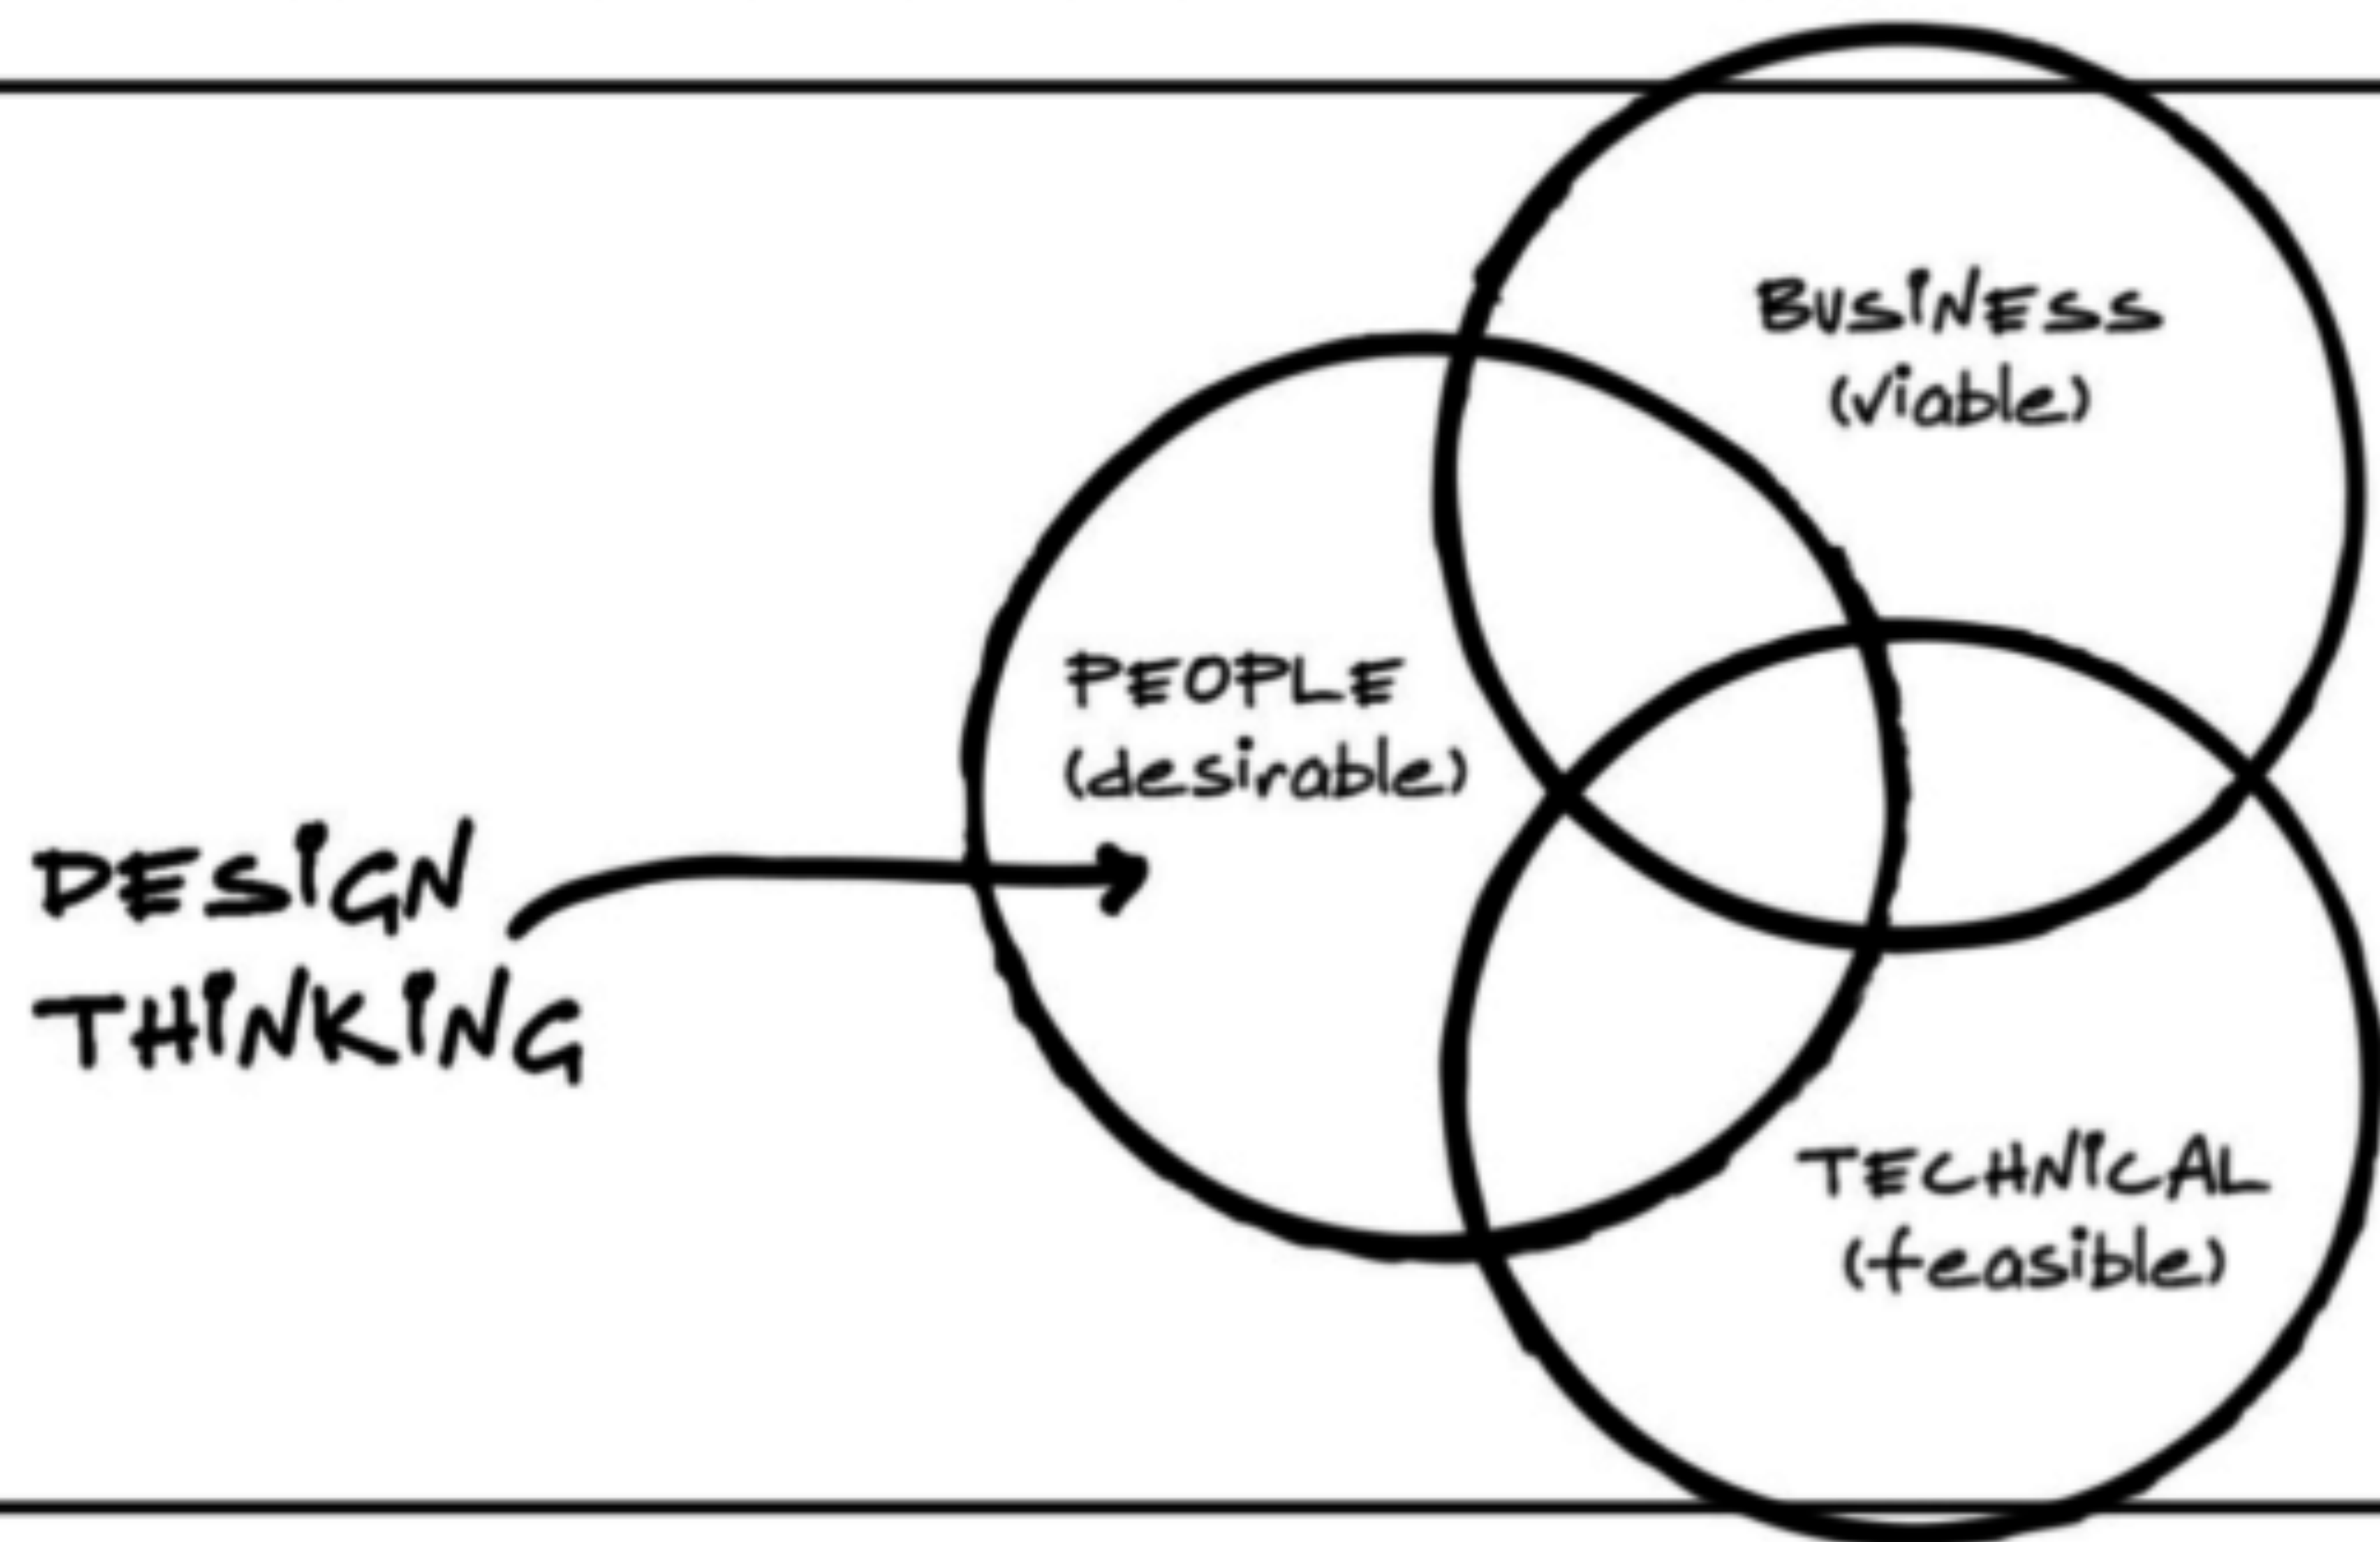 BUSINESS
(viable)
PEOPLE
(desirable)
DESIGN
THINKING
TECHNICAL
(feasible)